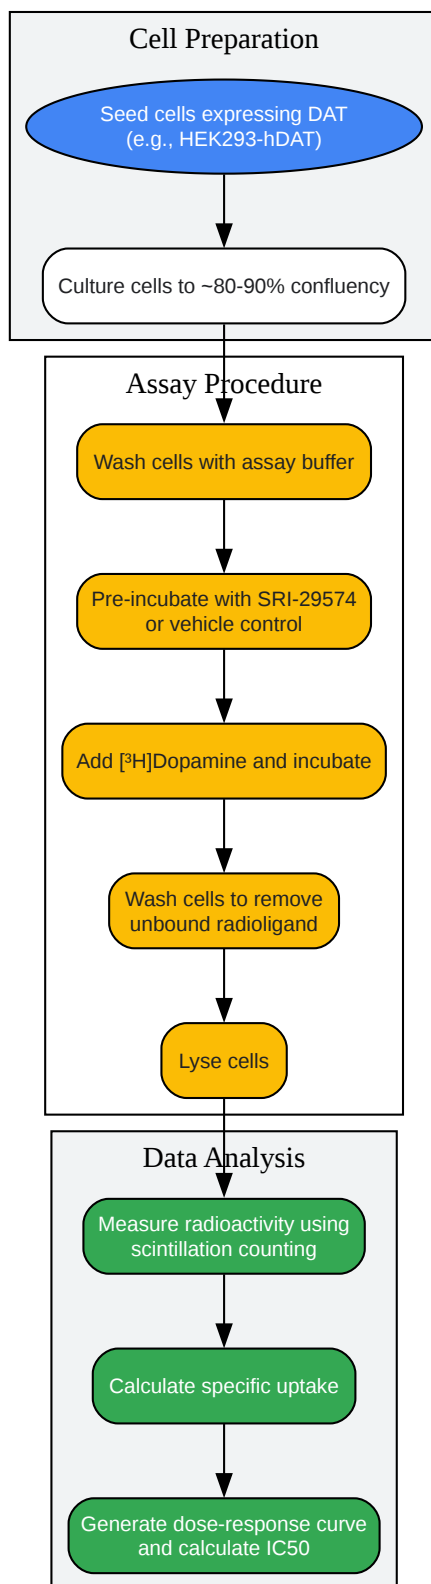 Cell Preparation
Seed cells expressing DAT
(e.g., HEK293-hDAT)
Culture cells to ~80-90% confluency
Assay Procedure
Wash cells with assay buffer
Pre-incubate with SRI-29574
or vehicle control
Add [³H]Dopamine and incubate
Wash cells to remove
unbound radioligand
Lyse cells
Data Analysis
Measure radioactivity using
scintillation counting
Calculate specific uptake
Generate dose-response curve
and calculate IC50